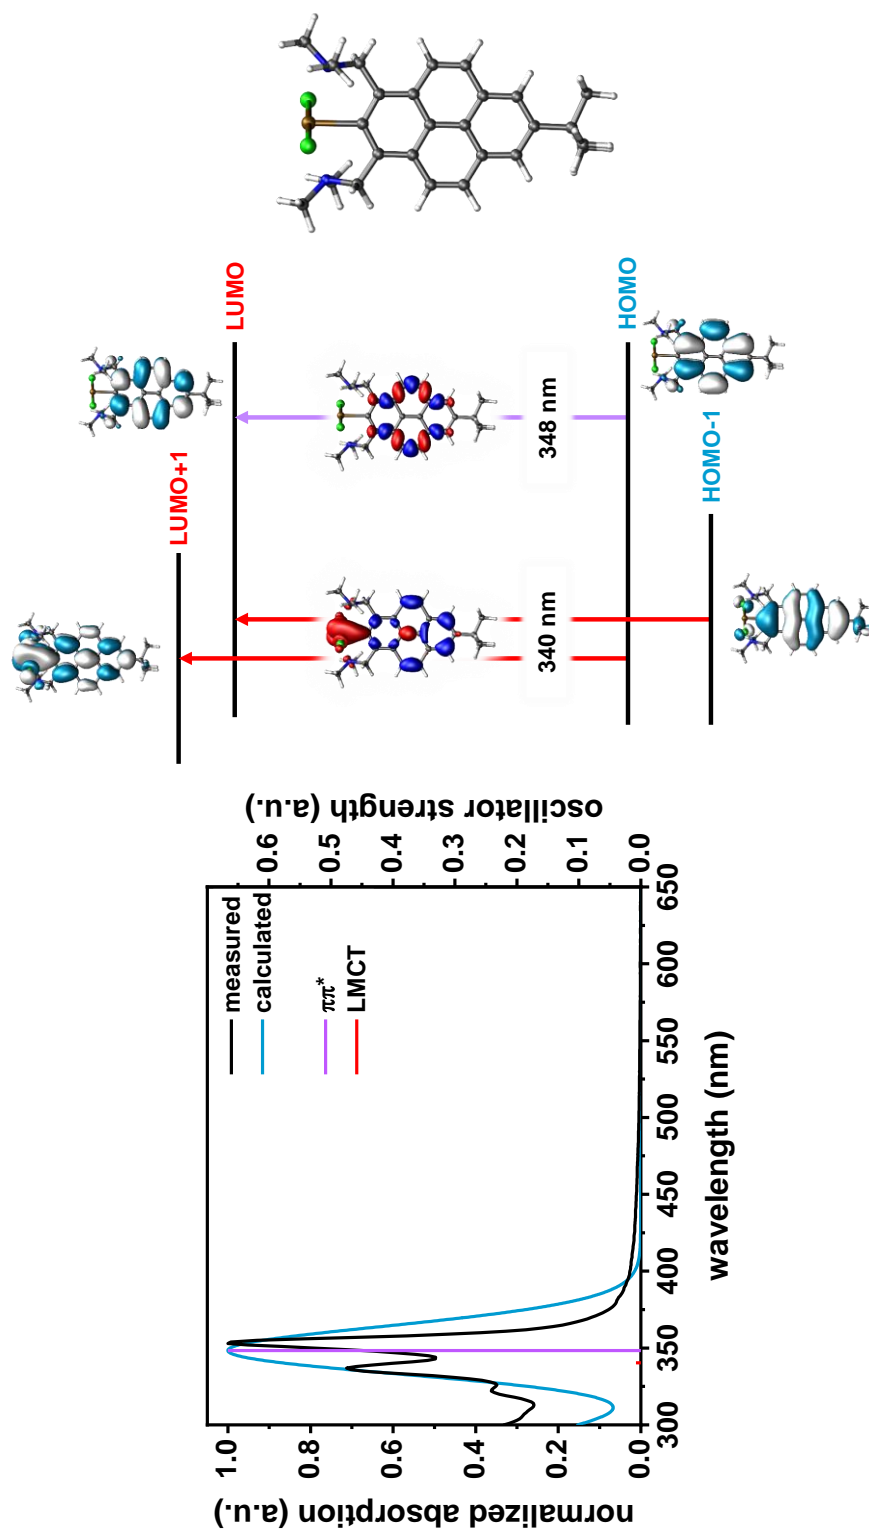 normalized absorption (a.u.)
1.0
0.8
0.6
0.4
0.2
0.0
measured
calculated
ππ*
LMCT
0.6
0.5
0.4
0.3
0.2
0.1
0.0
oscillator strength (a.u.)
300
350
400
450
500
550
600
650
wavelength (nm)
LUMO+1
LUMO
340 nm
348 nm
HOMO
HOMO-1